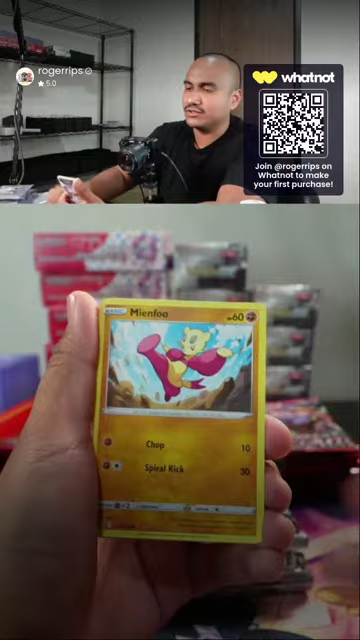 rogerrips
★ 5.0
whatnot
Join @rogerrips on
Whatnot to make
your first purchase!
Mienfoo
60
Chop 10
Spiral Kick 30
×2